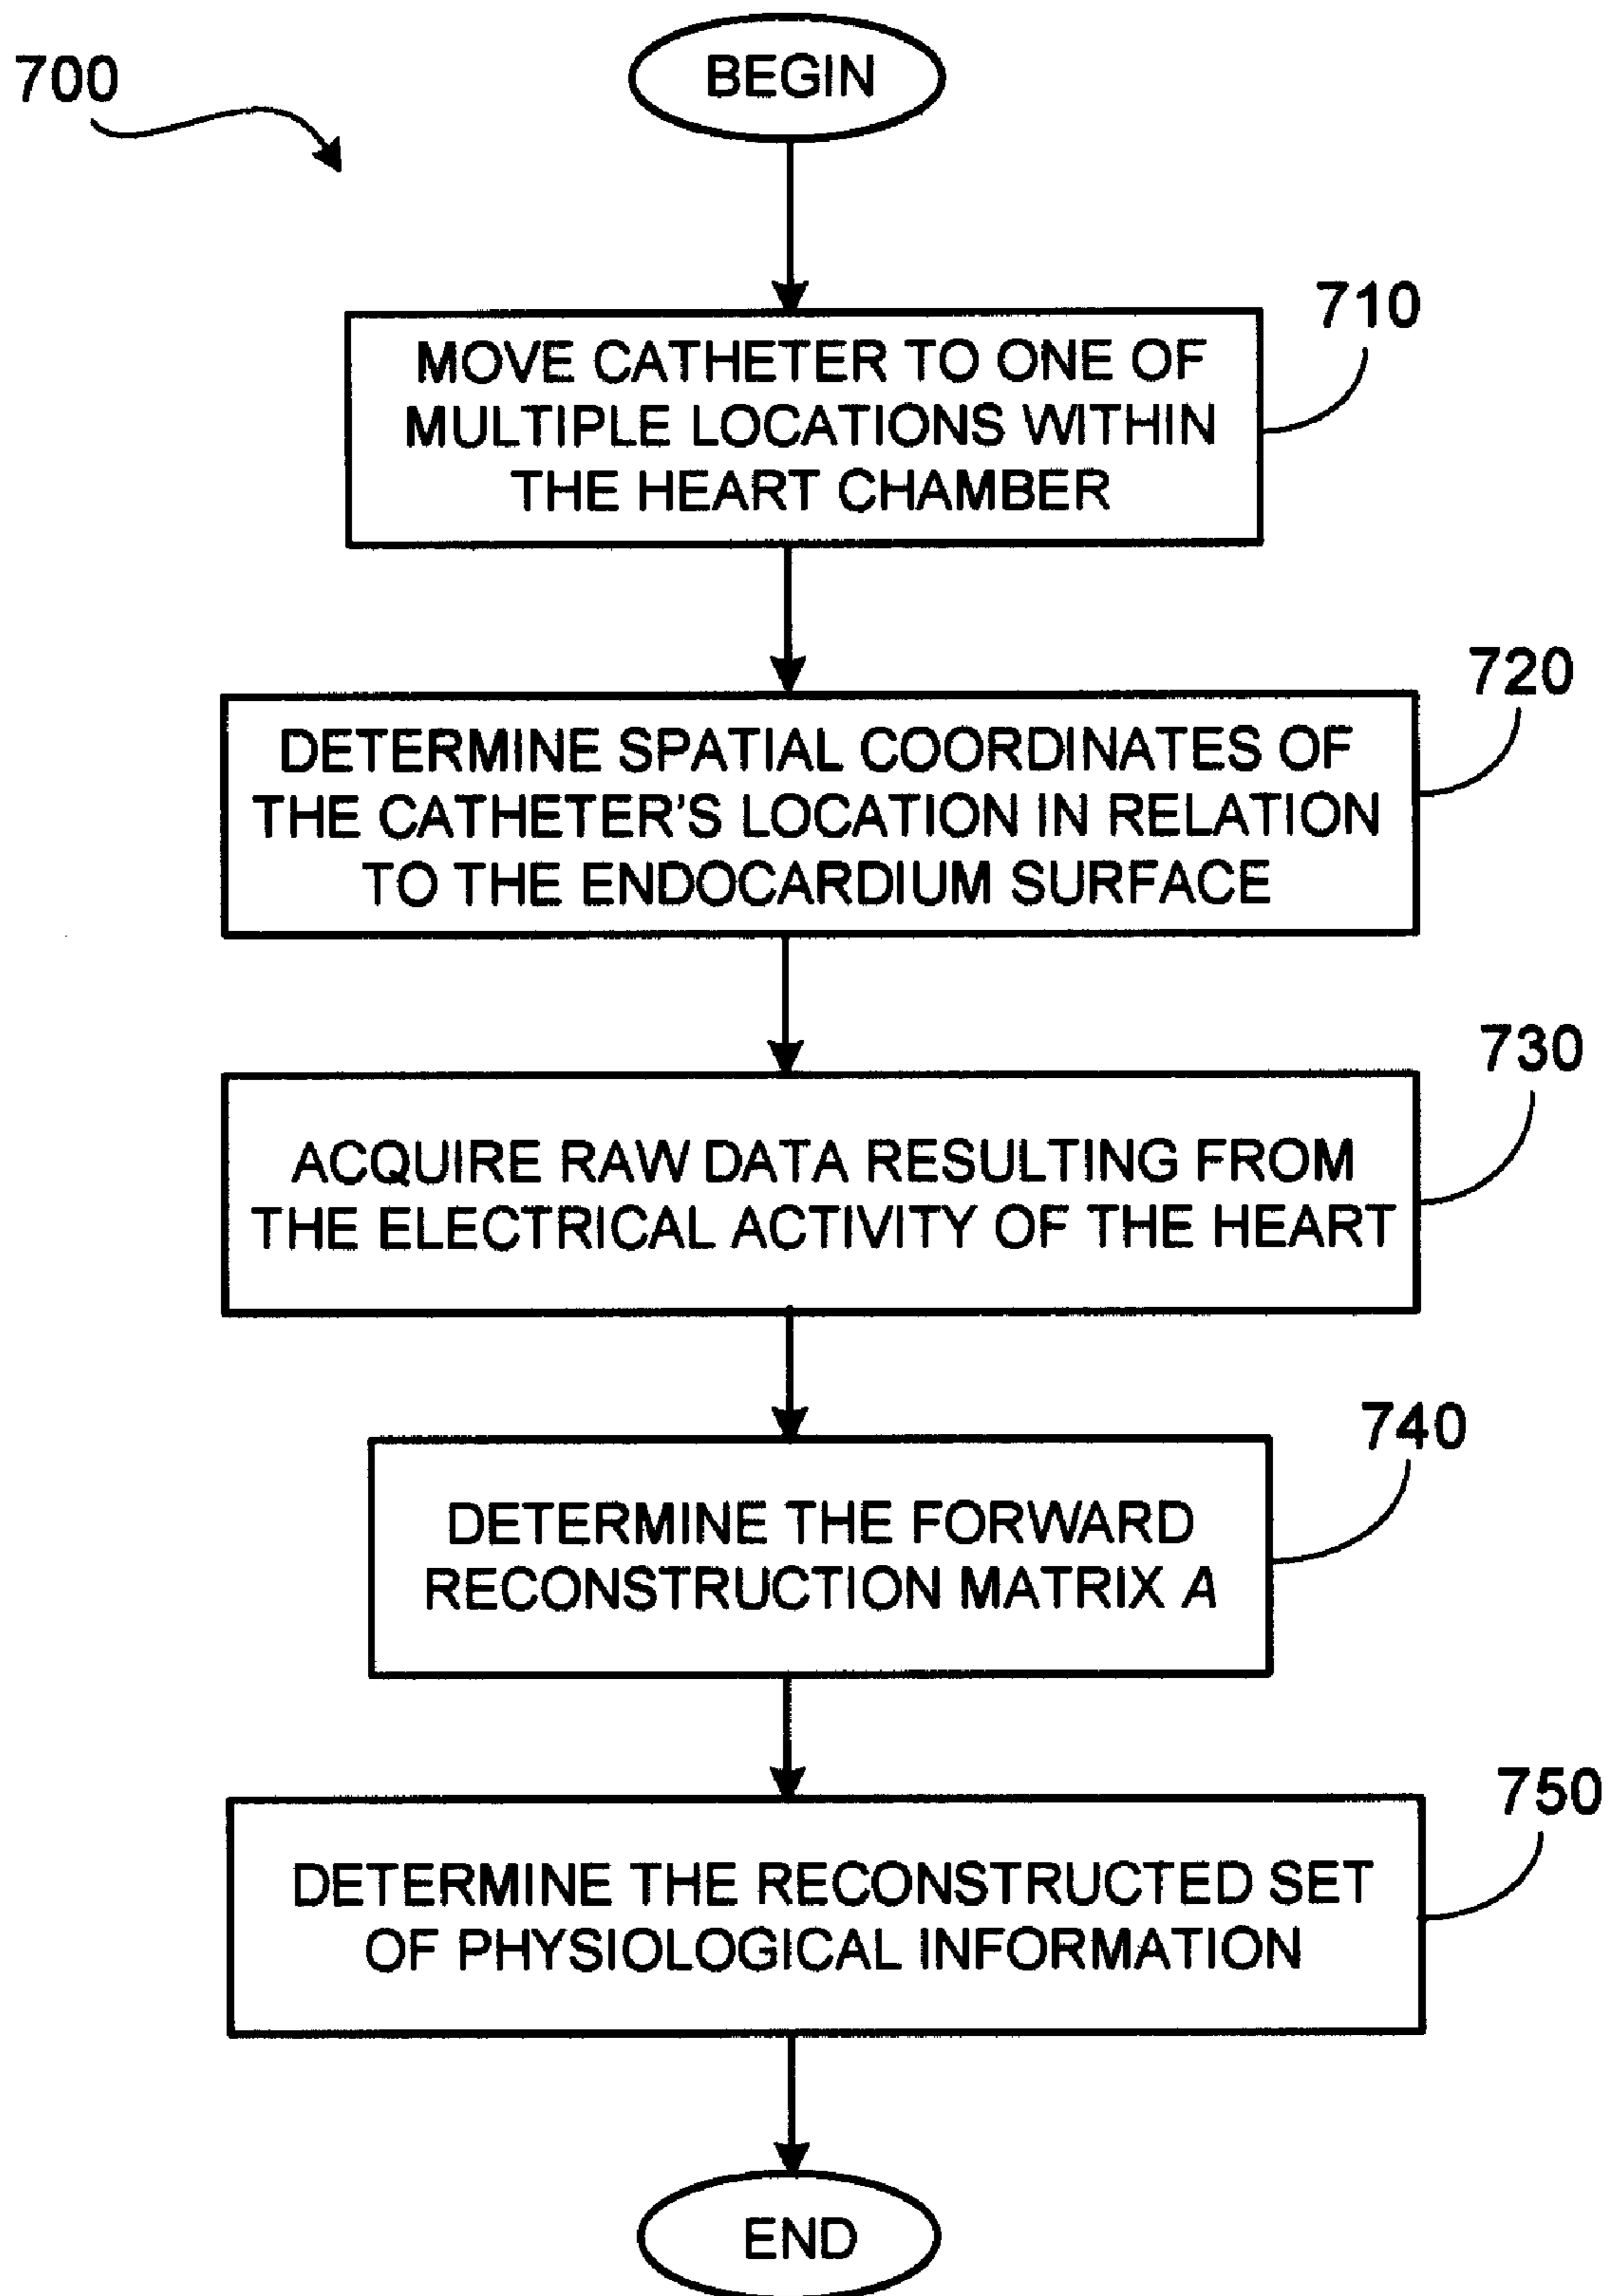 700
BEGIN
710
MOVE CATHETER TO ONE OF
MULTIPLE LOCATIONS WITHIN
THE HEART CHAMBER
720
DETERMINE SPATIAL COORDINATES OF
THE CATHETER'S LOCATION IN RELATION
TO THE ENDOCARDIUM SURFACE
730
ACQUIRE RAW DATA RESULTING FROM
THE ELECTRICAL ACTIVITY OF THE HEART
740
DETERMINE THE FORWARD
RECONSTRUCTION MATRIX A
750
DETERMINE THE RECONSTRUCTED SET
OF PHYSIOLOGICAL INFORMATION
END